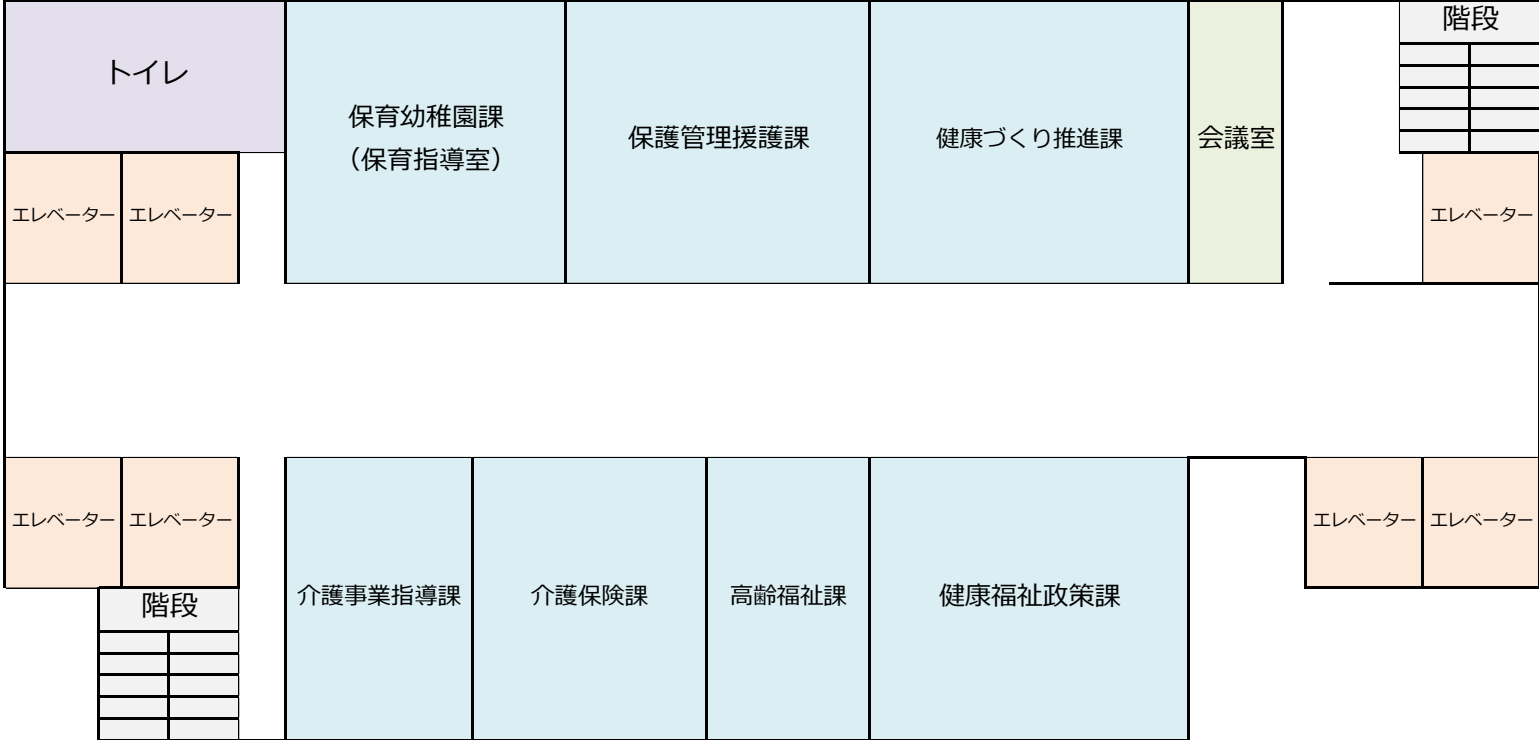 階段
トイレ
保育幼稚園課
（保育指導室）
保護管理援護課
健康づくり推進課
会議室
エレベーター
エレベーター
エレベーター
エレベーター
エレベーター
エレベーター
エレベーター
介護事業指導課
介護保険課
高齢福祉課
健康福祉政策課
階段